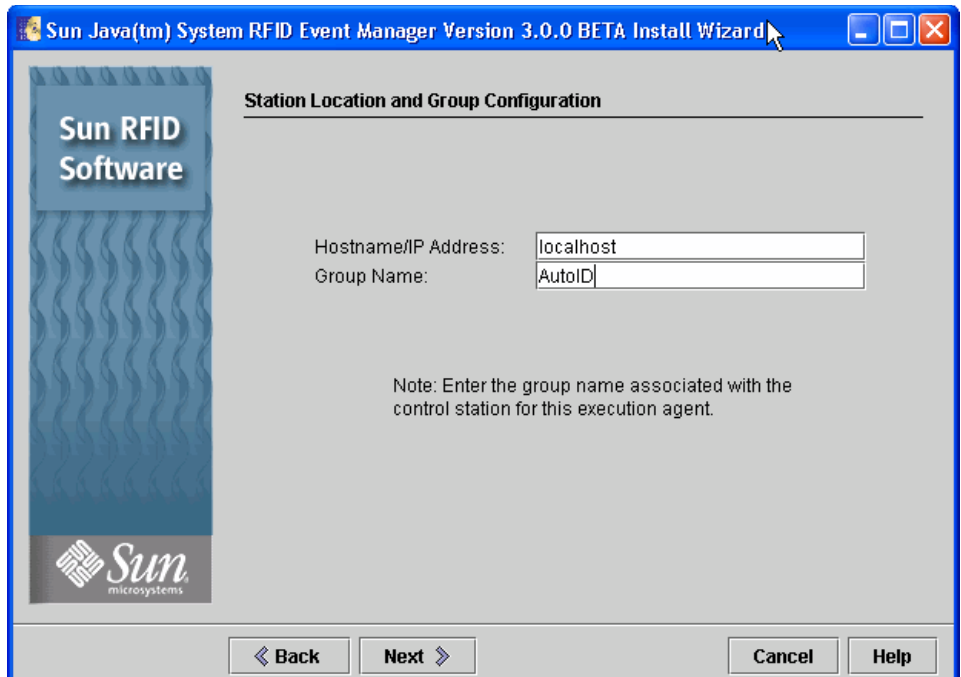 Sun Java(tm) System RFID Event Manager Version 3.0.0 BETA Install Wizard
Sun RFID
Software
Station Location and Group Configuration
Hostname/IP Address: localhost
Group Name: AutoID
Note: Enter the group name associated with the
control station for this execution agent.
Sun
microsystems
Back Next Cancel Help